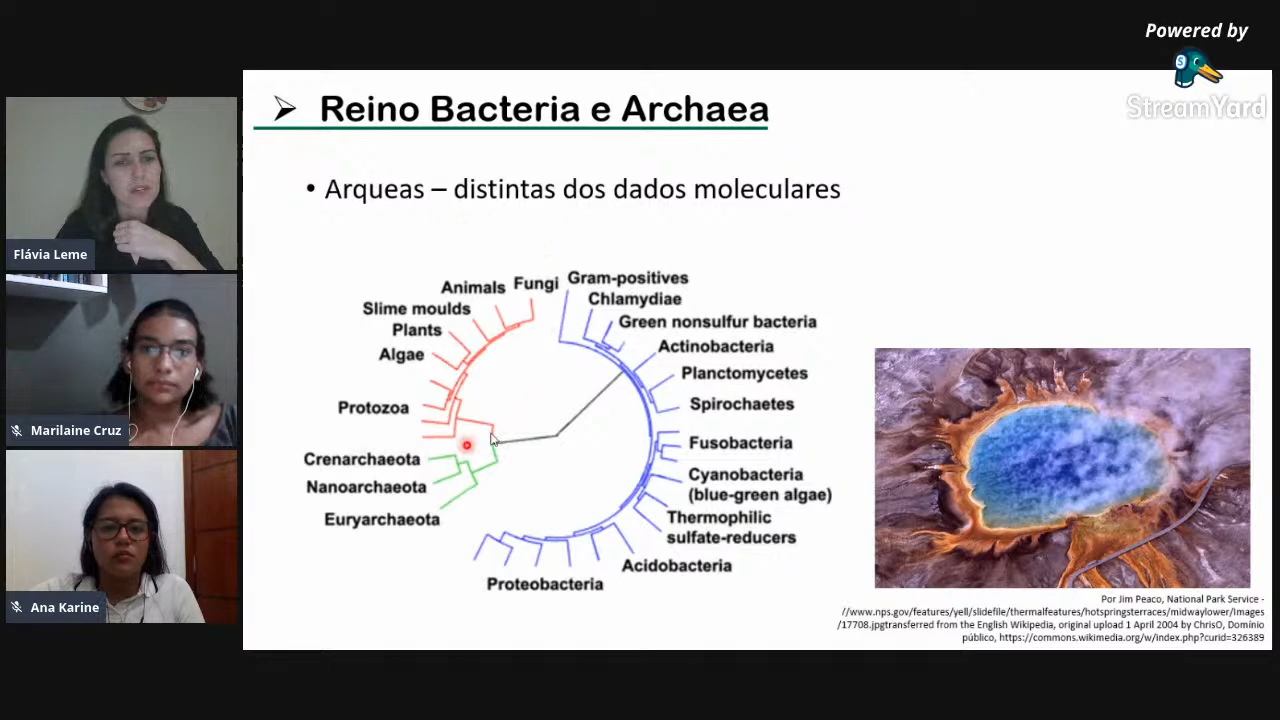 Powered by
StreamYard
Reino Bacteria e Archaea
• Arqueas – distintas dos dados moleculares
Animals
Fungi
Gram-positives
Slime moulds
Chlamydiae
Plants
Green nonsulfur bacteria
Algae
Actinobacteria
Planctomycetes
Protozoa
Spirochaetes
Crenarchaeota
Fusobacteria
Nanoarchaeota
Cyanobacteria
(blue-green algae)
Euryarchaeota
Thermophilic
sulfate-reducers
Acidobacteria
Proteobacteria
Por Jim Peaco, National Park Service -
//www.nps.gov/features/yell/slidefile/thermalfeatures/hotspringsterraces/midwaylower/Images
/17708.jpgtransferred from the English Wikipedia, original upload 1 April 2004 by ChrisO, Domínio
público, https://commons.wikimedia.org/w/index.php?curid=326389
Flávia Leme
Marilaine Cruz
Ana Karine